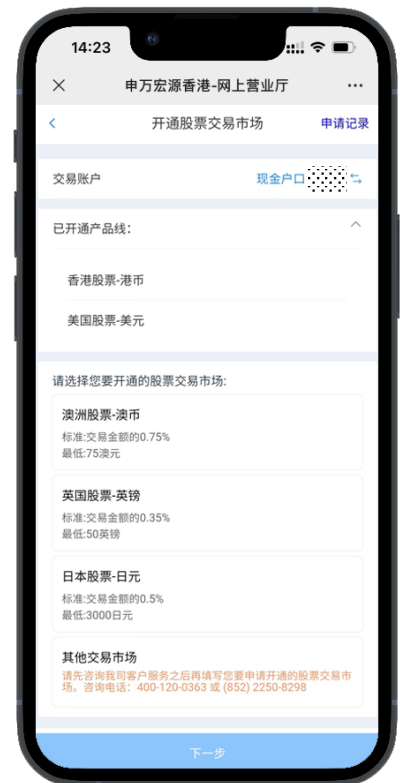 14:23
申万宏源香港-网上营业厅
开通股票交易市场 申请记录
交易账户 现金户口
已开通产品线：
香港股票-港币
美国股票-美元
请选择您要开通的股票交易市场:
澳洲股票-澳币
标准:交易金额的0.75%
最低:75澳元
英国股票-英镑
标准:交易金额的0.35%
最低:50英镑
日本股票-日元
标准:交易金额的0.5%
最低:3000日元
其他交易市场
请先咨询我司客户服务之后再填写您要申请开通的股票交易市
场。咨询电话：400-120-0363 或 (852) 2250-8298
下一步